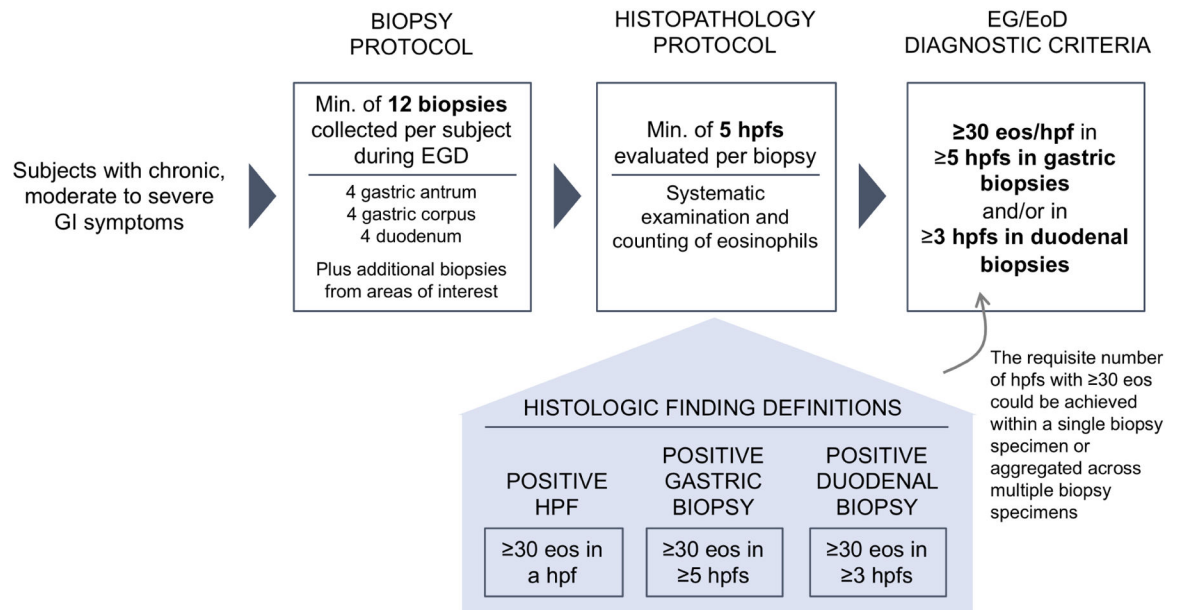 BIOPSY
PROTOCOL
HISTOPATHOLOGY
PROTOCOL
EG/EoD
DIAGNOSTIC CRITERIA
Subjects with chronic,
moderate to severe
GI symptoms
Min. of 12 biopsies
collected per subject
during EGD
4 gastric antrum
4 gastric corpus
4 duodenum
Plus additional biopsies
from areas of interest
Min. of 5 hpfs
evaluated per biopsy
Systematic
examination and
counting of eosinophils
≥30 eos/hpf in
≥5 hpfs in gastric
biopsies
and/or in
≥3 hpfs in duodenal
biopsies
The requisite number
of hpfs with ≥30 eos
could be achieved
within a single biopsy
specimen or
aggregated across
multiple biopsy
specimens
HISTOLOGIC FINDING DEFINITIONS
POSITIVE
HPF
≥30 eos in
a hpf
POSITIVE
GASTRIC
BIOPSY
≥30 eos in
≥5 hpfs
POSITIVE
DUODENAL
BIOPSY
≥30 eos in
≥3 hpfs